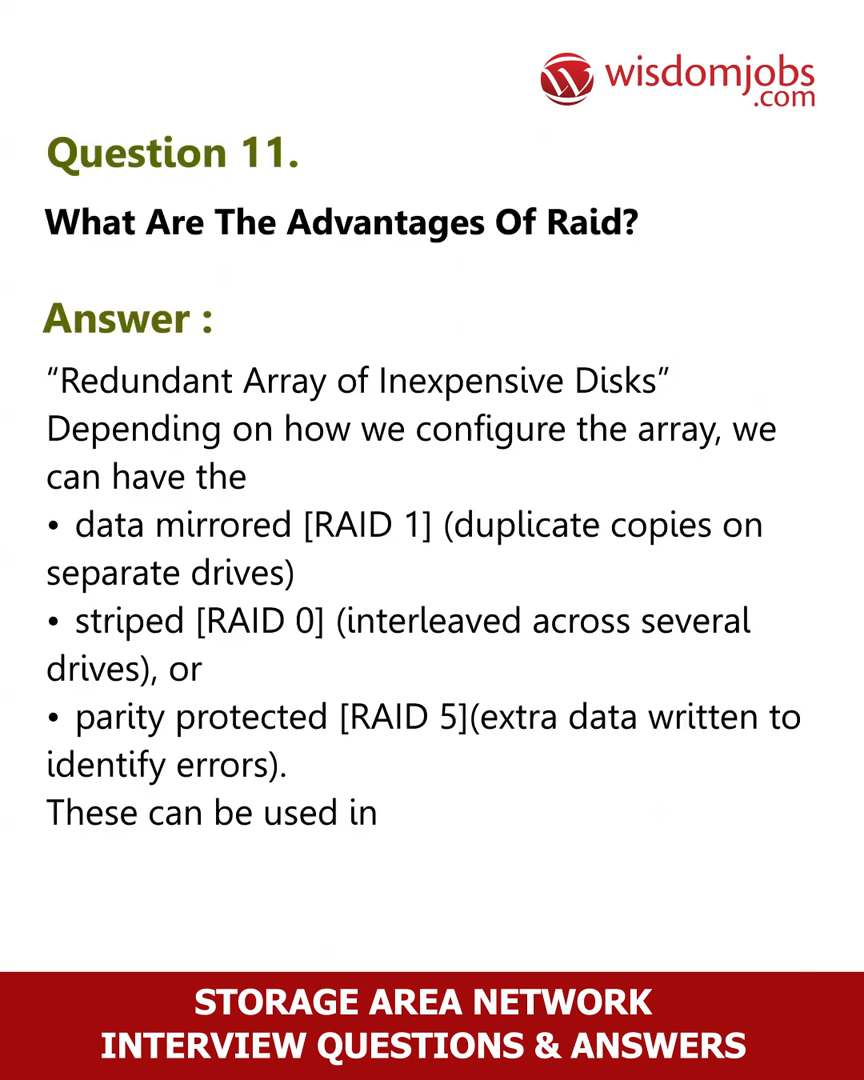 wisdomjobs
.com
Question 11.
What Are The Advantages Of Raid?
Answer :
“Redundant Array of Inexpensive Disks”
Depending on how we configure the array, we
can have the
• data mirrored [RAID 1] (duplicate copies on
separate drives)
• striped [RAID 0] (interleaved across several
drives), or
• parity protected [RAID 5](extra data written to
identify errors).
These can be used in
STORAGE AREA NETWORK
INTERVIEW QUESTIONS & ANSWERS